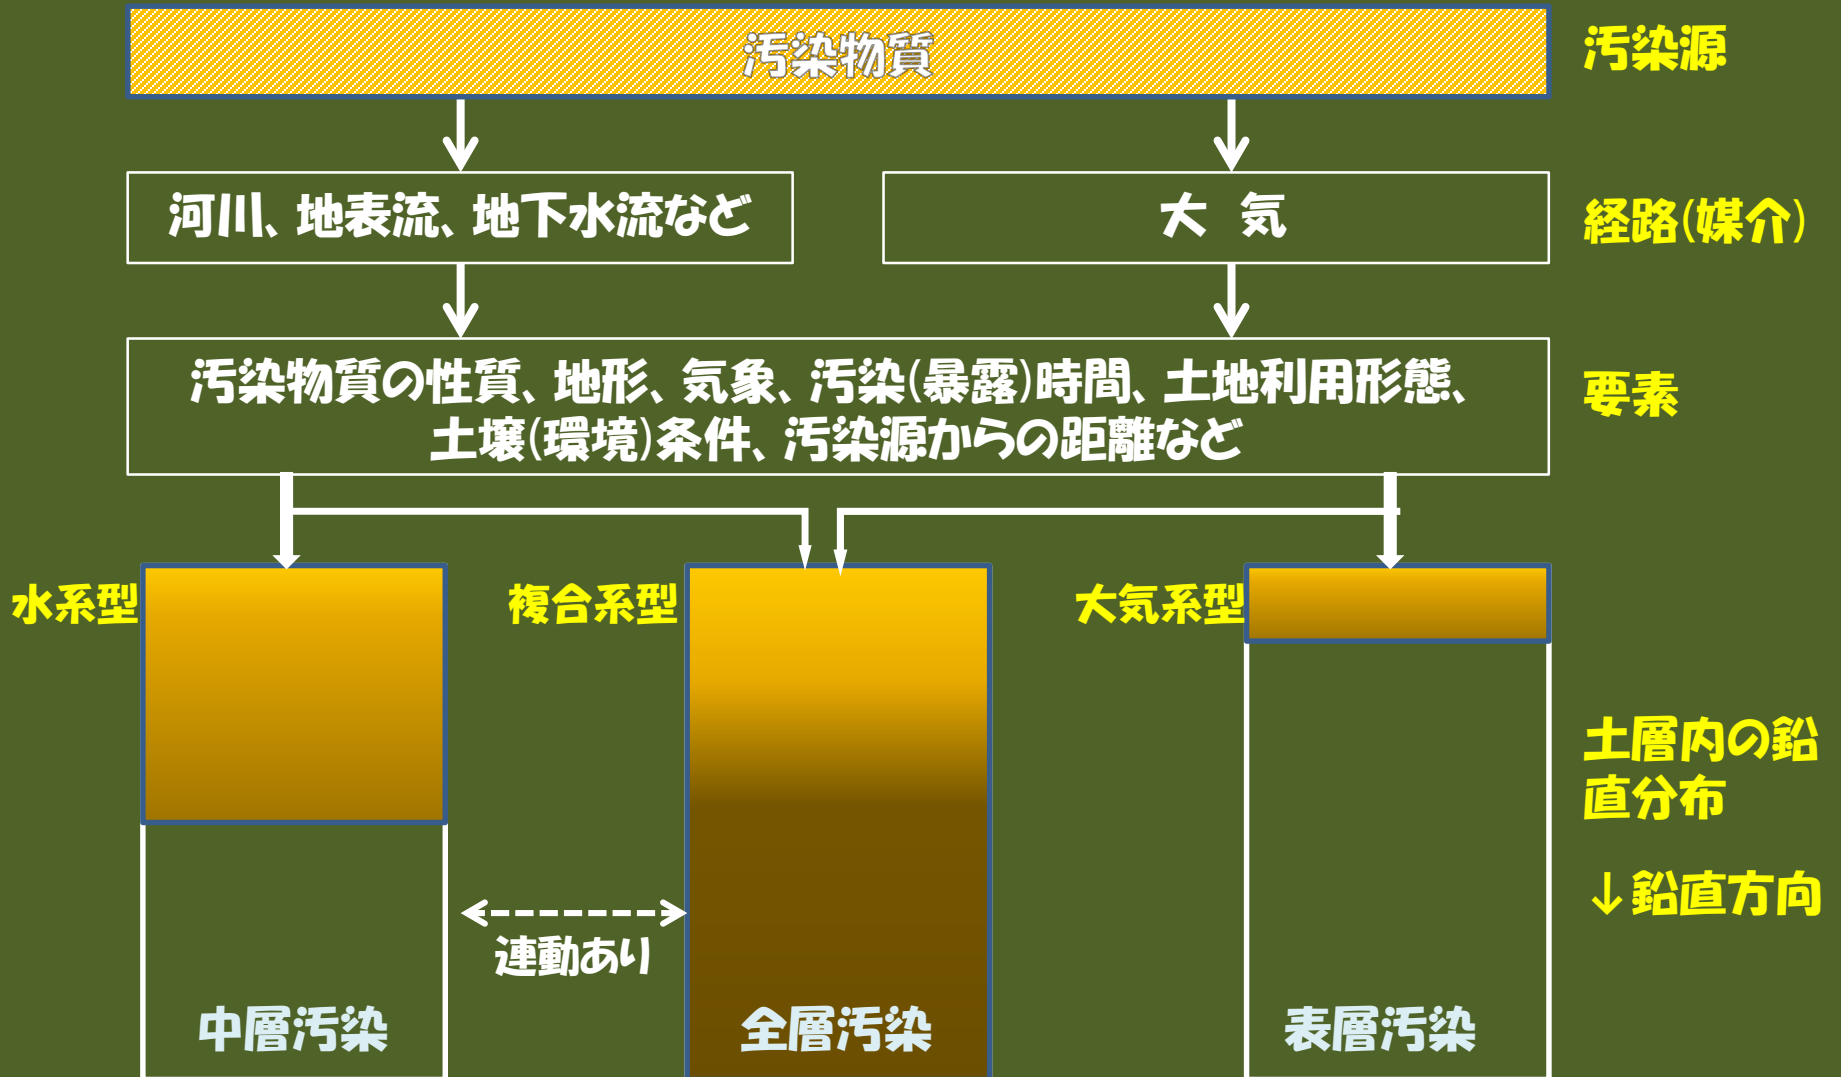 汚染物質
汚染源
河川、地表流、地下水流など
大 気
経路(媒介)
汚染物質の性質、地形、気象、汚染(暴露)時間、土地利用形態、
土壌(環境)条件、汚染源からの距離など
要素
水系型
複合系型
大気系型
土層内の鉛
直分布
↓鉛直方向
連動あり
中層汚染
全層汚染
表層汚染